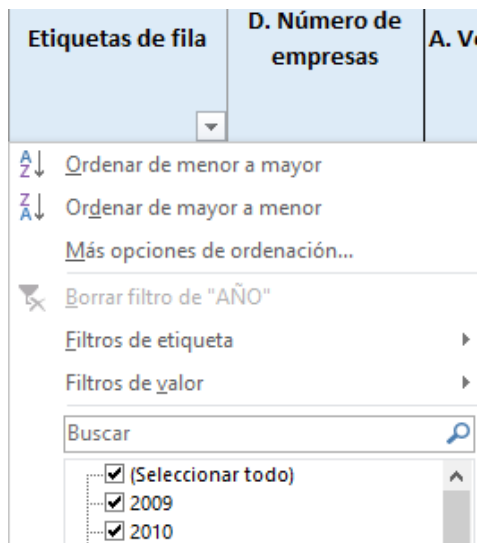 Etiquetas de fila
D. Número de
empresas
A. V
Ordenar de menor a mayor
Ordenar de mayor a menor
Más opciones de ordenación...
Borrar filtro de "AÑO"
Filtros de etiqueta
Filtros de valor
Buscar
(Seleccionar todo)
2009
2010